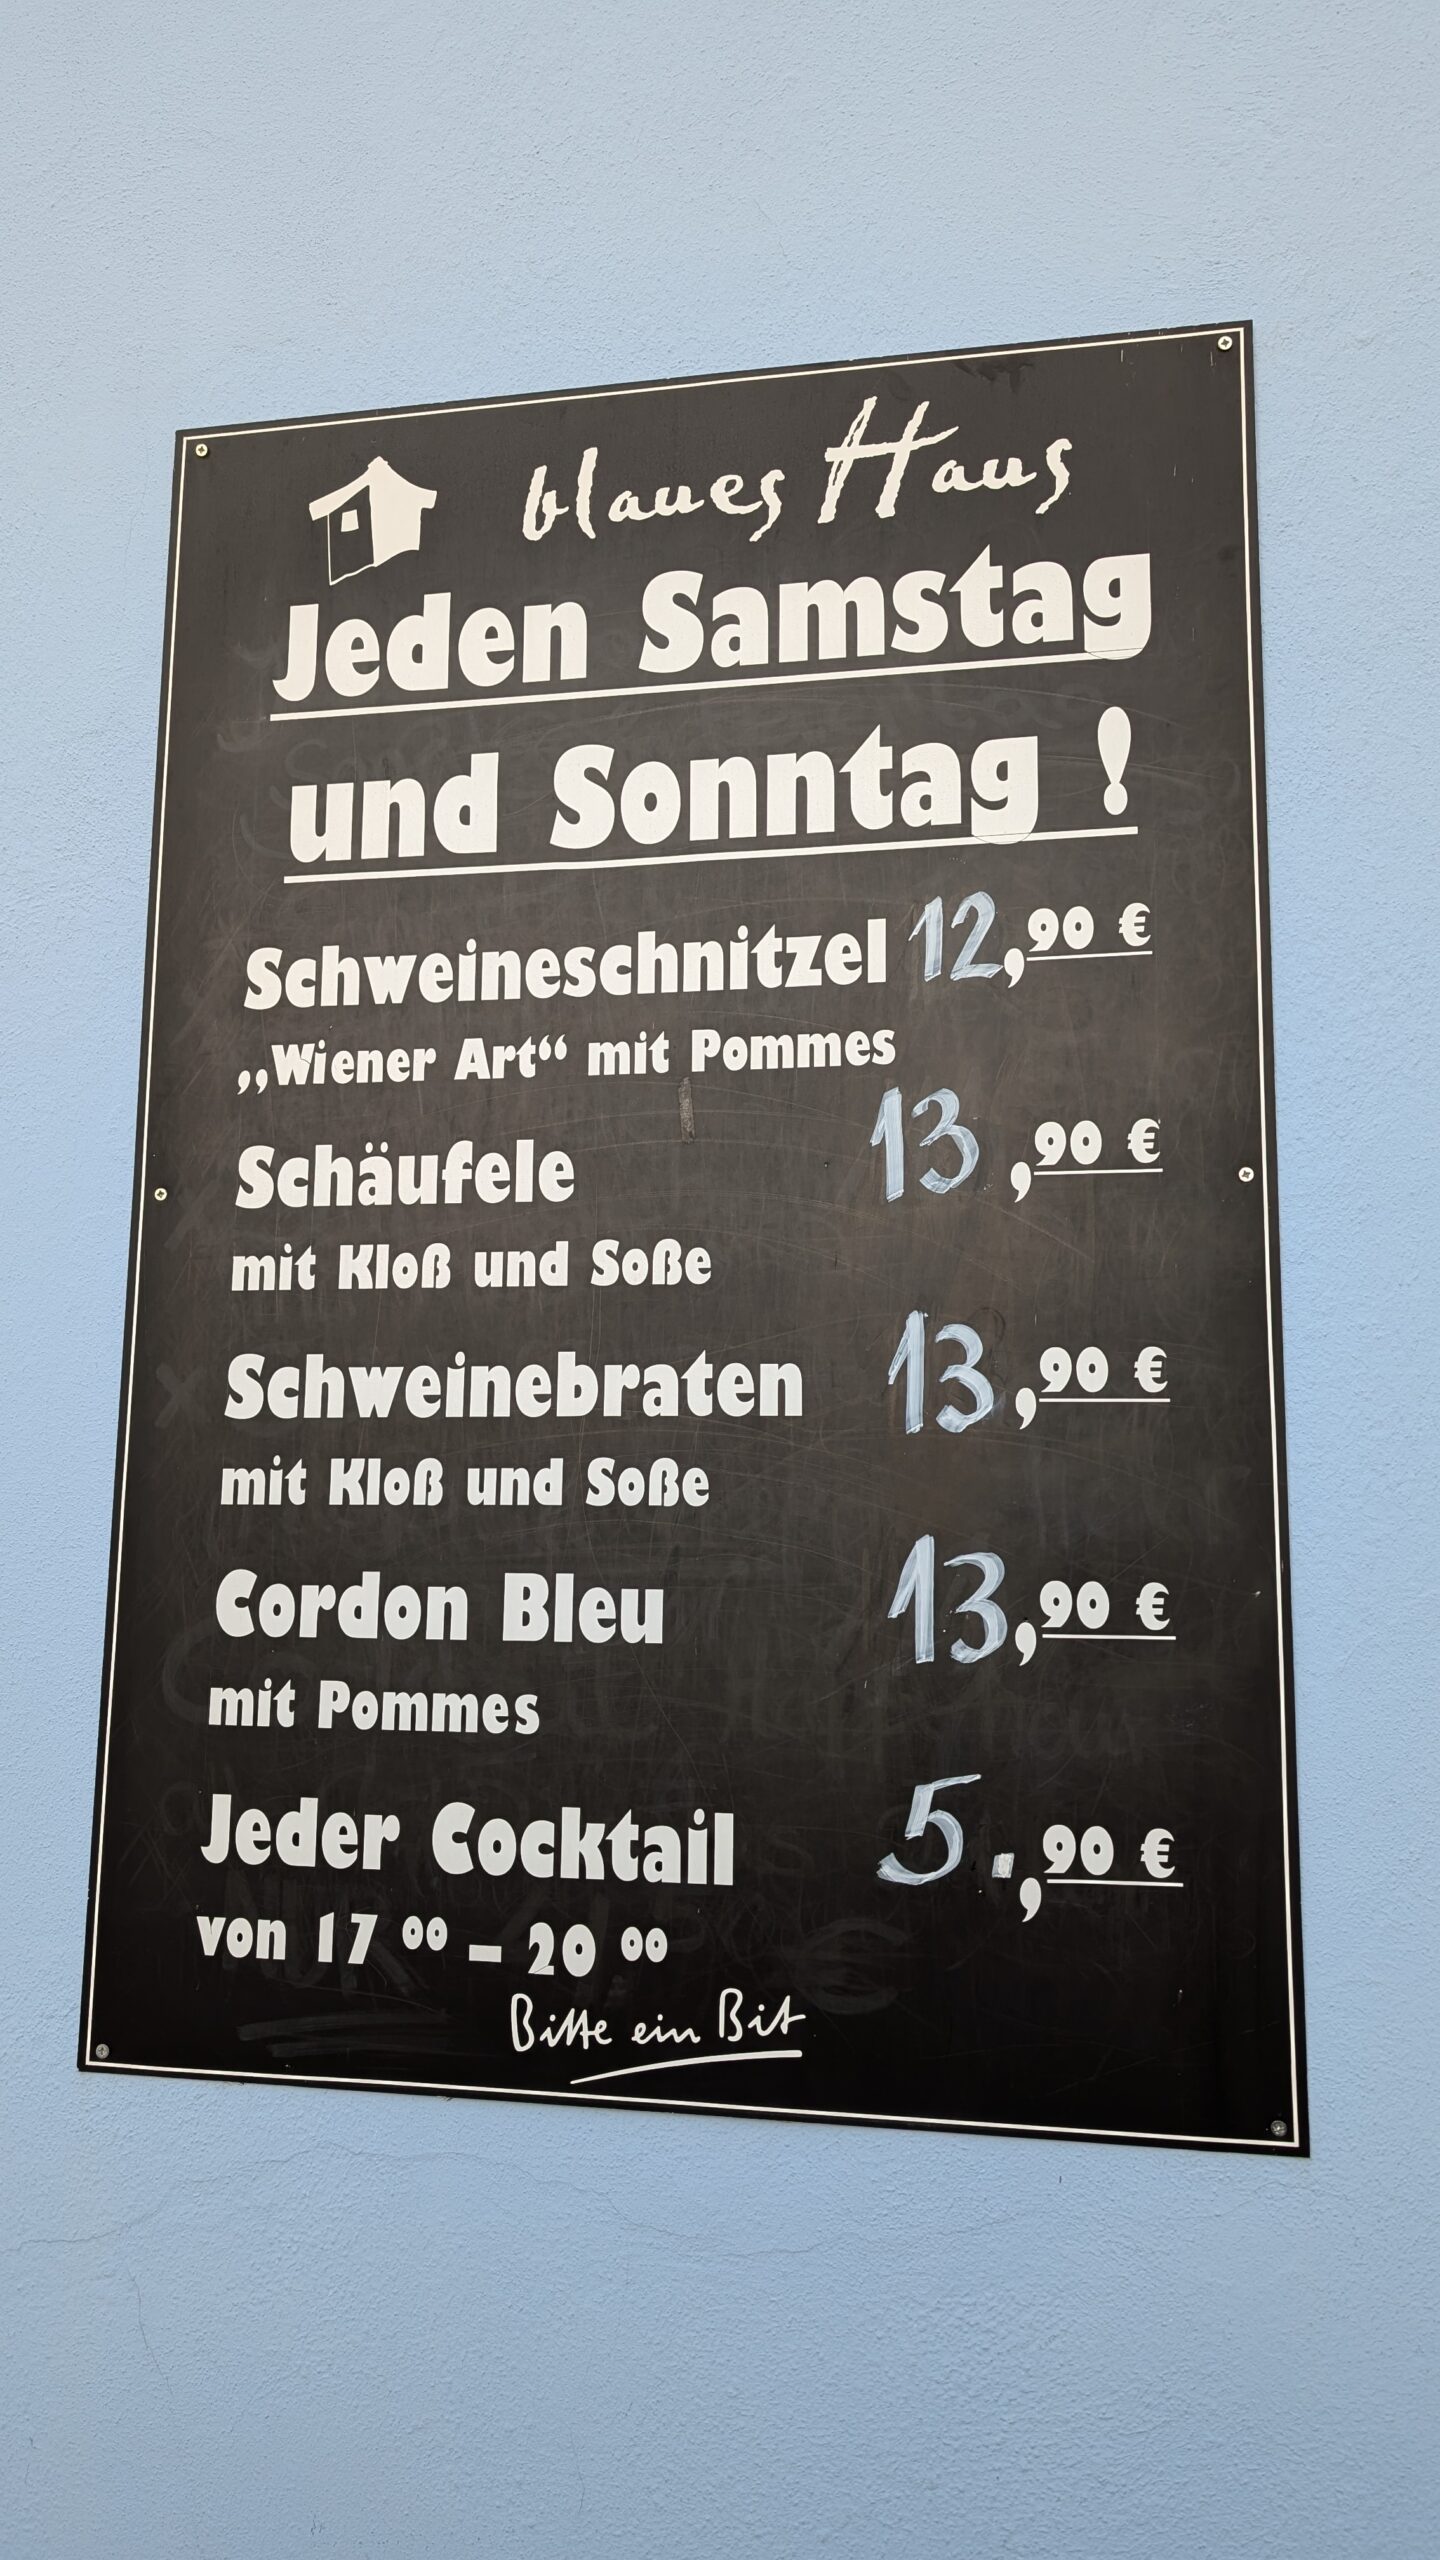 blaues Haus
Jeden Samstag
und Sonntag !
Schweineschnitzel 12,90 €
„Wiener Art“ mit Pommes
Schäufele 13,90 €
mit Kloß und Soße
Schweinebraten 13,90 €
mit Kloß und Soße
Cordon Bleu 13,90 €
mit Pommes
Jeder Cocktail 5.,90 €
von 17 00 – 20 00
Bitte ein Bit